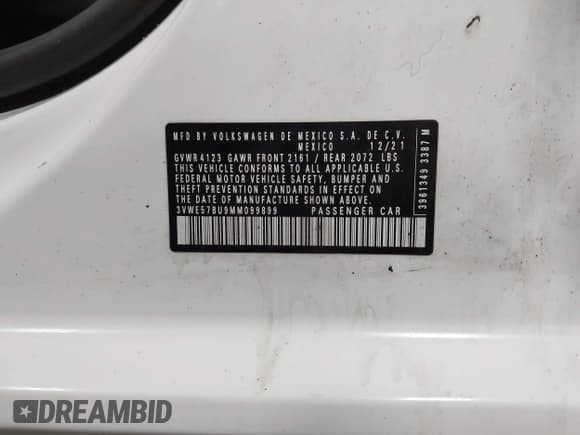 MFD BY VOLKSWAGEN DE MEXICO S.A. DE C.V.
MEXICO 12/21
GVWR 4123 GAWR FRONT 2161 / REAR 2072 LBS
THIS VEHICLE CONFORMS TO ALL APPLICABLE U.S.
FEDERAL MOTOR VEHICLE SAFETY, BUMPER AND
THEFT PREVENTION STANDARDS IN EFFECT ON
THE DATE OF MANUFACTURE SHOWN ABOVE
3VWE57BU9MM099899 PASSENGER CAR
3961349 3387 M
DREAMBID